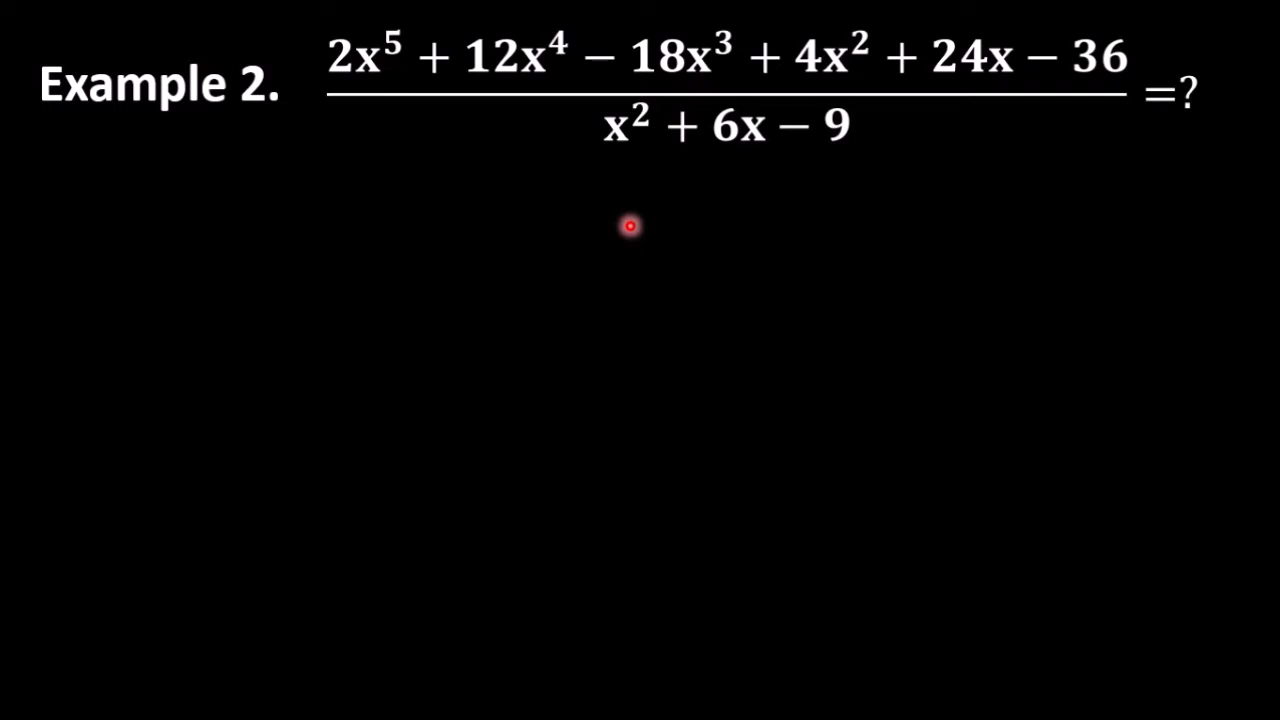 Example 2. 2x⁵ + 12x⁴ − 18x³ + 4x² + 24x − 36 =?
x² + 6x − 9